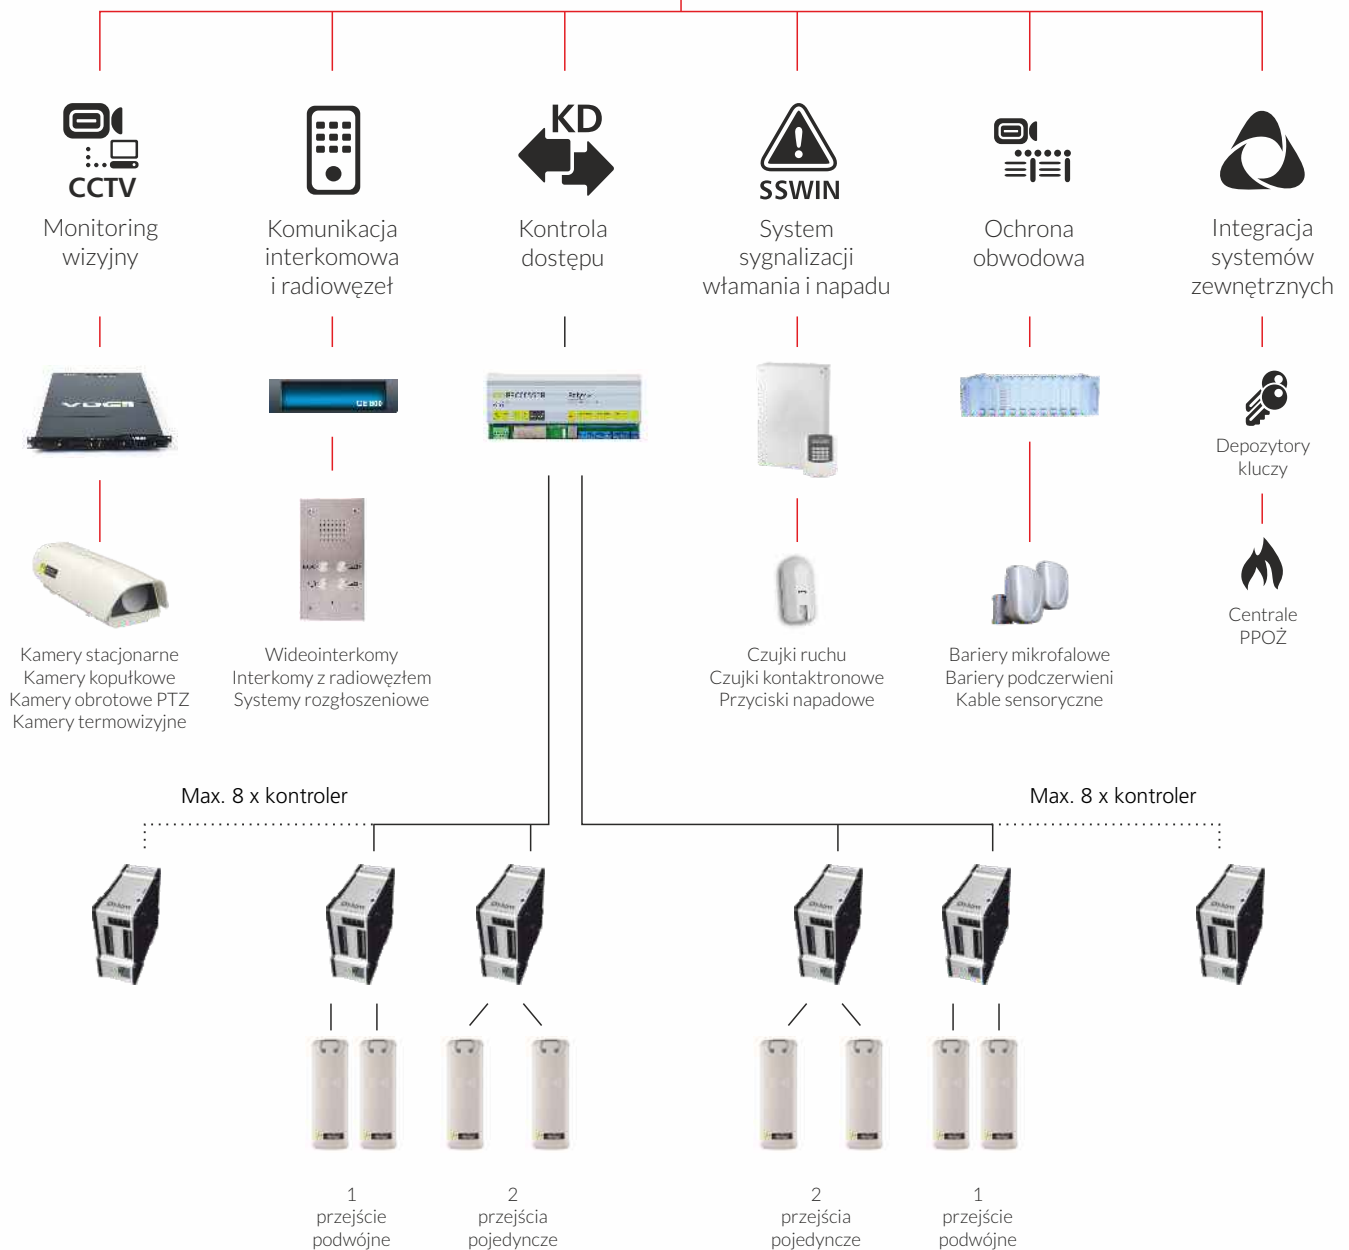 CCTV
Monitoring
wizyjny
Komunikacja
interkomowa
i radiowęzeł
KD
Kontrola
dostępu
SSWIN
System
sygnalizacji
włamania i napadu
Ochrona
obwodowa
Integracja
systemów
zewnętrznych
GE 800
Depozytory
kluczy
Centrale
PPOŻ
Kamery stacjonarne
Kamery kopułkowe
Kamery obrotowe PTZ
Kamery termowizyjne
Wideointerkomy
Interkomy z radiowęzłem
Systemy rozgłoszeniowe
Czujki ruchu
Czujki kontaktronowe
Przyciski napadowe
Bariery mikrofalowe
Bariery podczerwieni
Kable sensoryczne
Max. 8 x kontroler
Max. 8 x kontroler
1
przejście
podwójne
2
przejścia
pojedyncze
2
przejścia
pojedyncze
1
przejście
podwójne